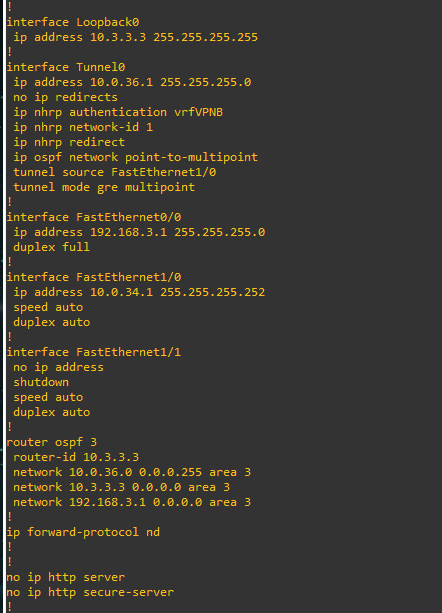 !
interface Loopback0
 ip address 10.3.3.3 255.255.255.255
!
interface Tunnel0
 ip address 10.0.36.1 255.255.255.0
 no ip redirects
 ip nhrp authentication vrfVPNB
 ip nhrp network-id 1
 ip nhrp redirect
 ip ospf network point-to-multipoint
 tunnel source FastEthernet1/0
 tunnel mode gre multipoint
!
interface FastEthernet0/0
 ip address 192.168.3.1 255.255.255.0
 duplex full
!
interface FastEthernet1/0
 ip address 10.0.34.1 255.255.255.252
 speed auto
 duplex auto
!
interface FastEthernet1/1
 no ip address
 shutdown
 speed auto
 duplex auto
!
router ospf 3
 router-id 10.3.3.3
 network 10.0.36.0 0.0.0.255 area 3
 network 10.3.3.3 0.0.0.0 area 3
 network 192.168.3.1 0.0.0.0 area 3
!
ip forward-protocol nd
!
!
no ip http server
no ip http secure-server
!